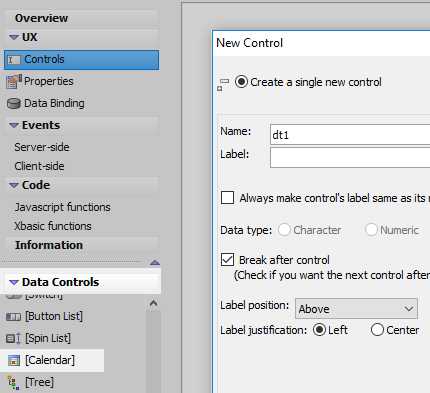 Overview
UX
Controls
Properties
Data Binding
Events
Server-side
Client-side
Code
Javascript functions
Xbasic functions
Information
Data Controls
[Switch]
[Button List]
[Spin List]
[Calendar]
[Tree]
New Control
Create a single new control
Name: dt1
Label:
Always make control's label same as its
Data type: Character Numeric
Break after control
(Check if you want the next control after
Label position: Above
Label justification: Left Center